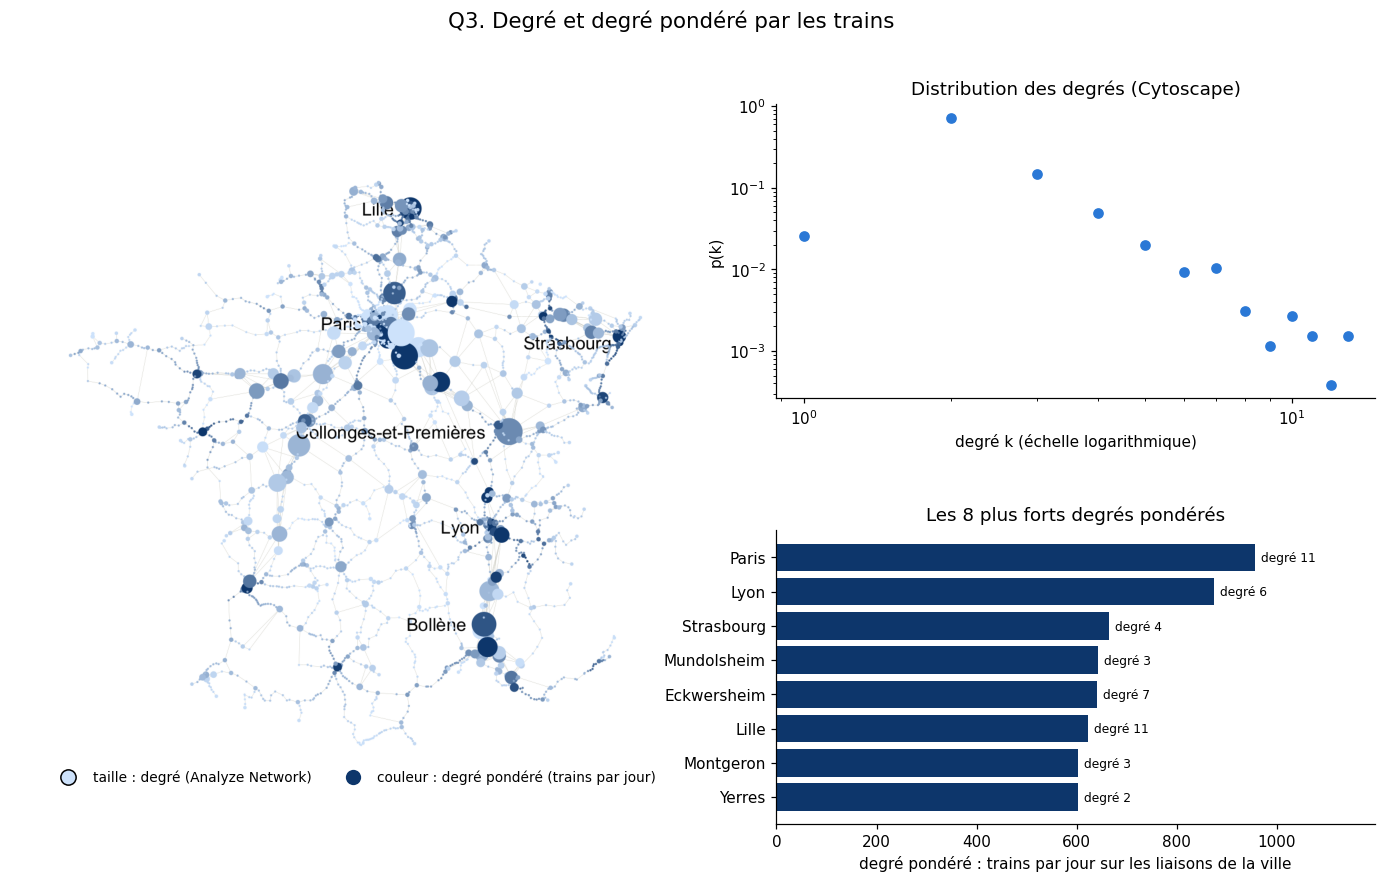 Q3. Degré et degré pondéré par les trains
Lille
Paris
Strasbourg
Collonges-et-Premières
Lyon
Bollène
taille : degré (Analyze Network)
couleur : degré pondéré (trains par jour)
Distribution des degrés (Cytoscape)
p(k)
10⁰
10⁻¹
10⁻²
10⁻³
10⁰
10¹
degré k (échelle logarithmique)
Les 8 plus forts degrés pondérés
Paris degré 11
Lyon degré 6
Strasbourg degré 4
Mundolsheim degré 3
Eckwersheim degré 7
Lille degré 11
Montgeron degré 3
Yerres degré 2
0 200 400 600 800 1000
degré pondéré : trains par jour sur les liaisons de la ville